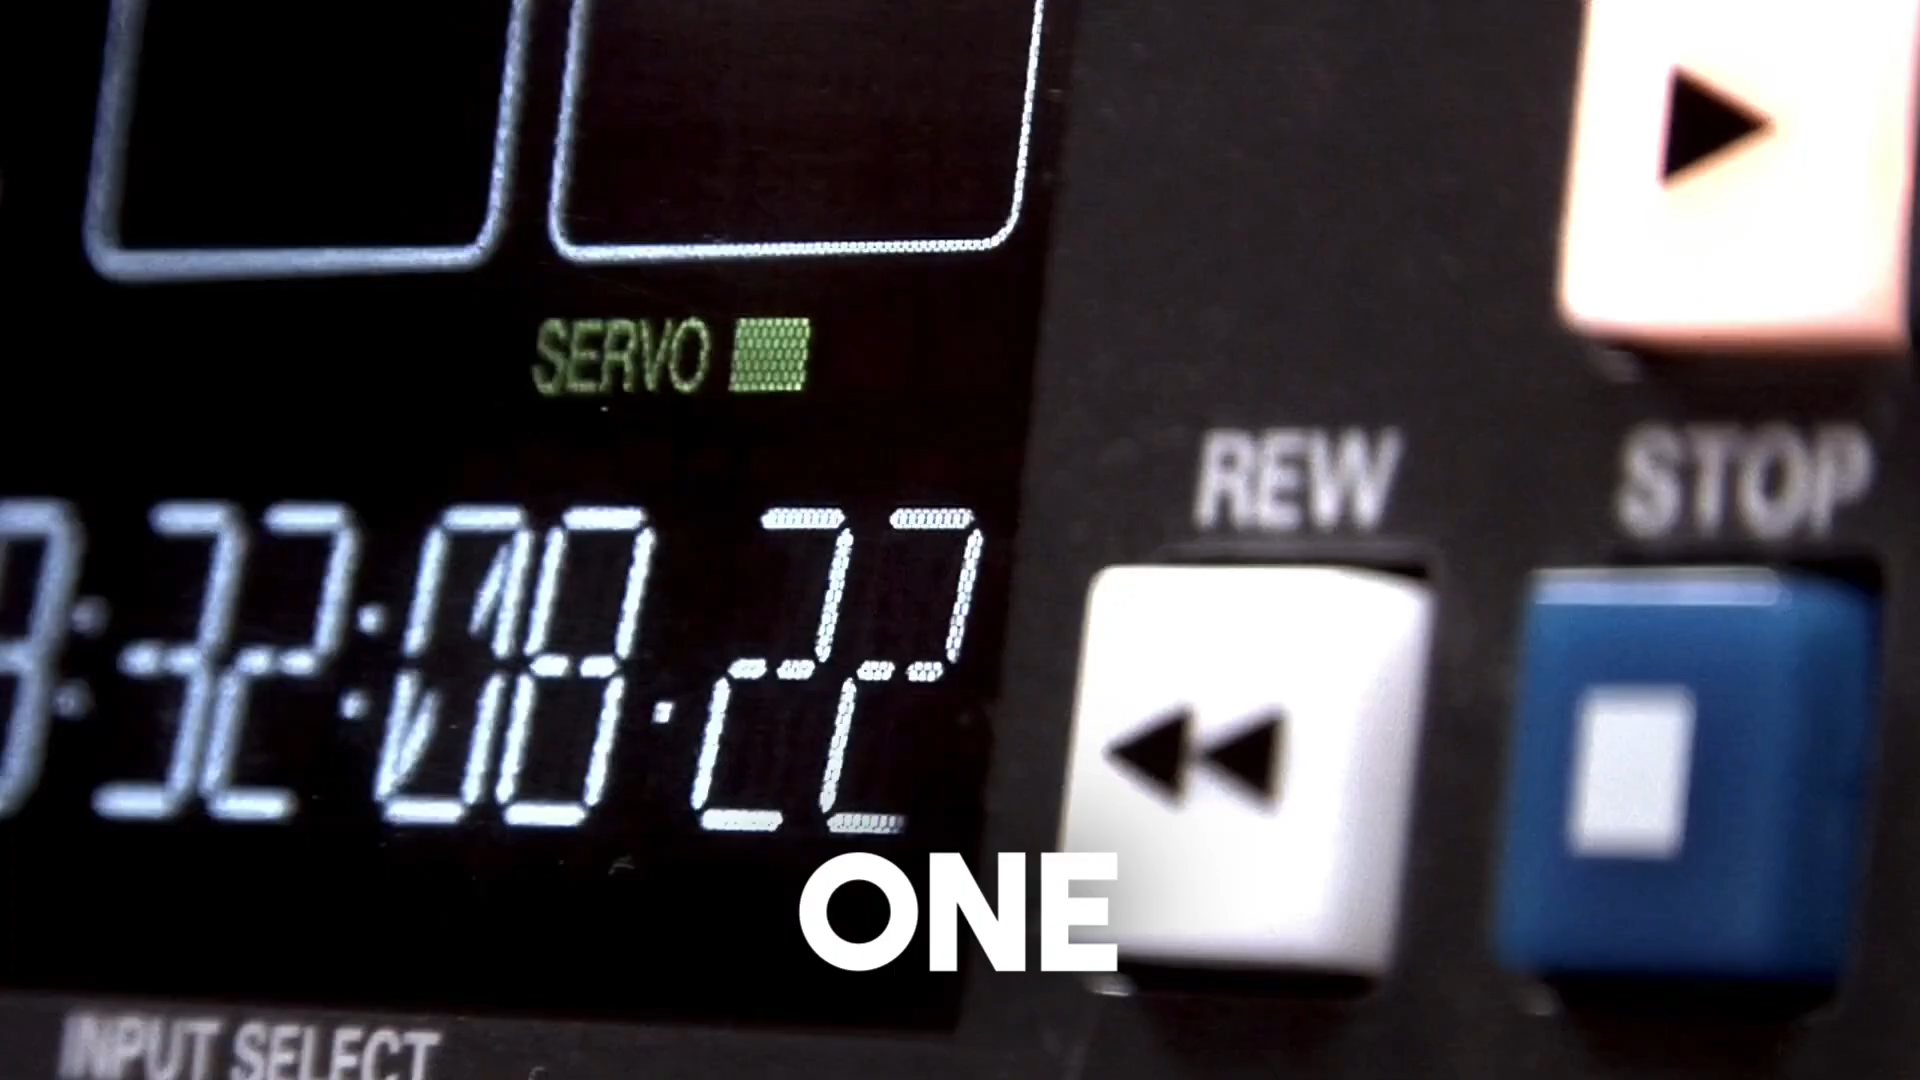 SERVO
REW
STOP
:32:08.22
ONE
INPUT SELECT